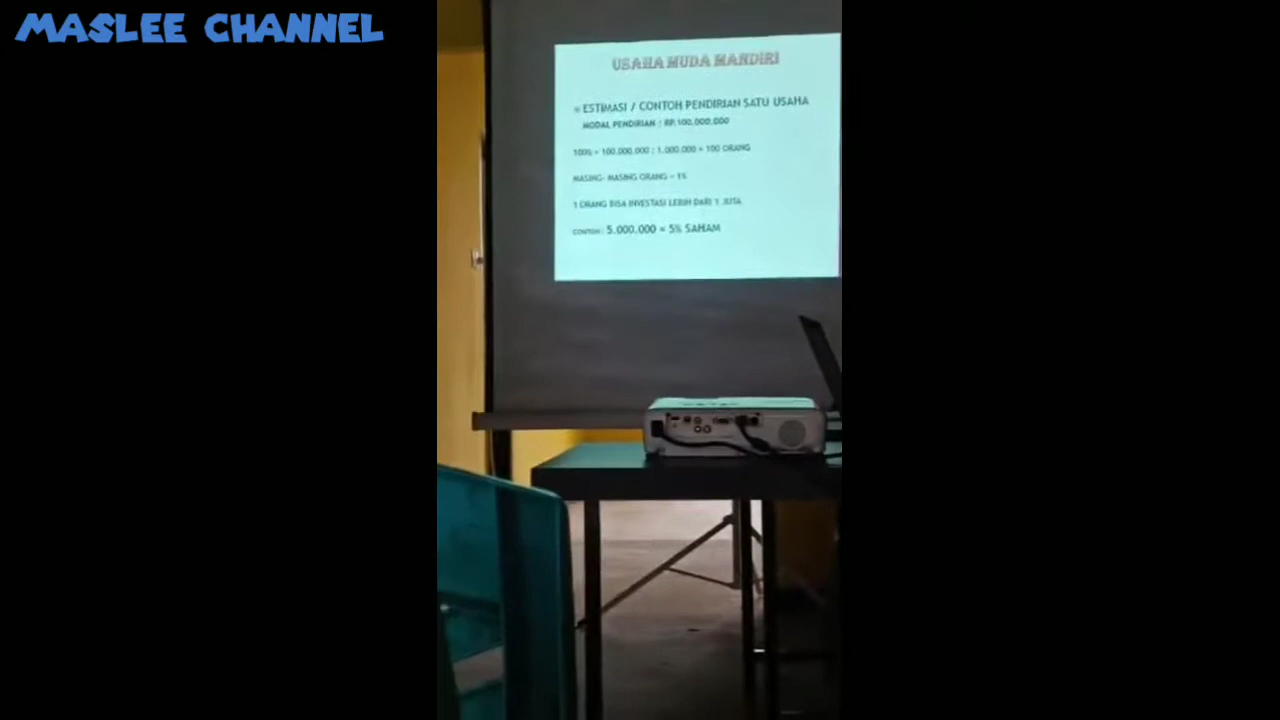 MASLEE CHANNEL
USAHA MUDA MANDIRI
ESTIMASI / CONTOH PENDIRIAN SATU USAHA
MODAL PENDIRIAN : RP.100.000.000
100% = 100.000.000 : 1.000.000 = 100 ORANG
MASING- MASING ORANG = 1%
1 ORANG BISA INVESTASI LEBIH DARI 1 JUTA
CONTOH : 5.000.000 = 5% SAHAM